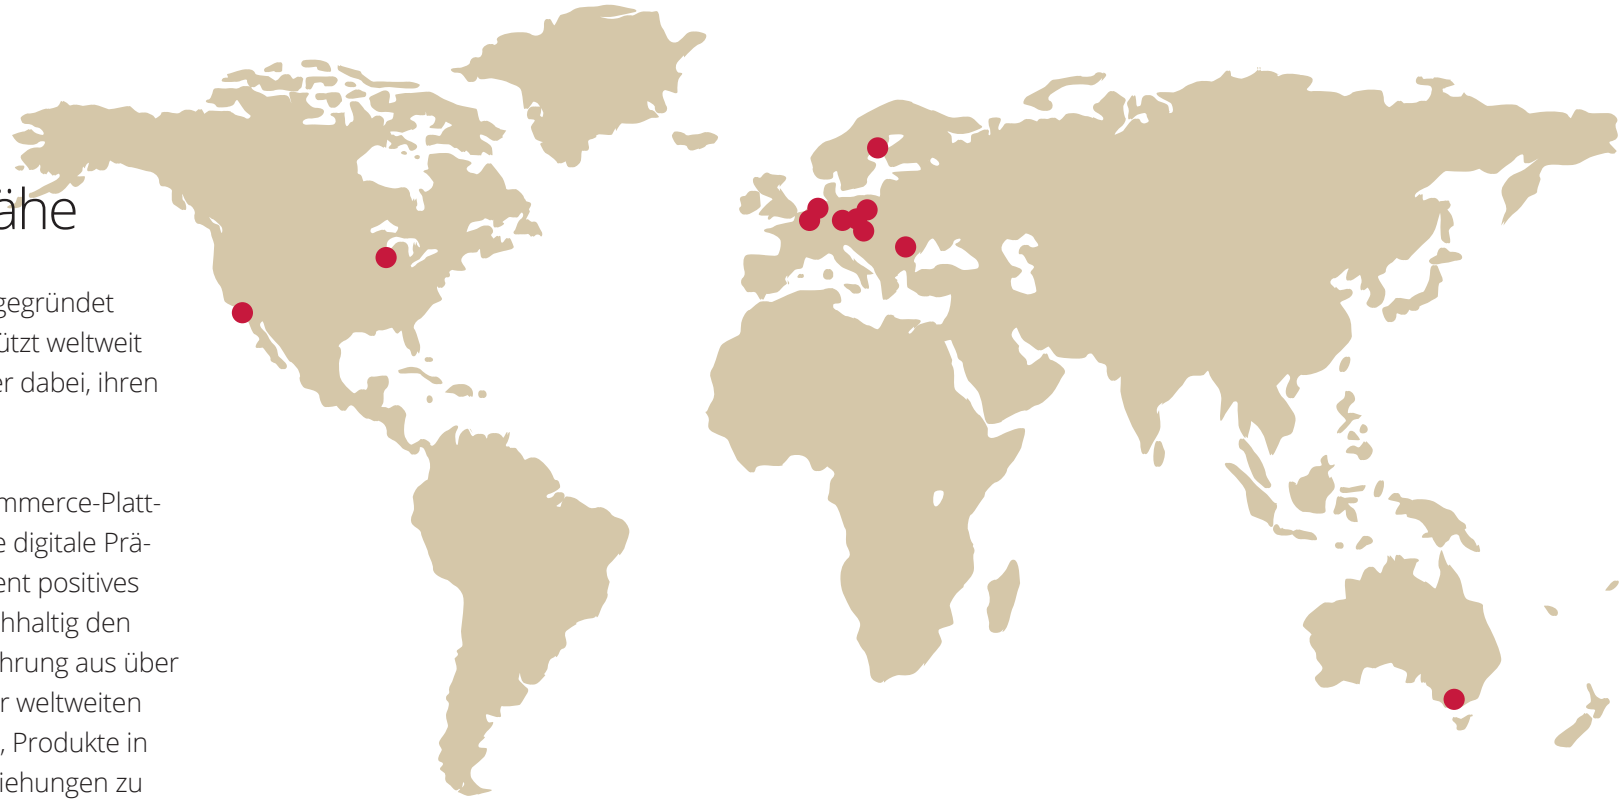 ähe
gegründet
ützt weltweit
er dabei, ihren
mmerce-Platt-
e digitale Prä-
ent positives
hhaltig den
hrung aus über
r weltweiten
, Produkte in
iehungen zu